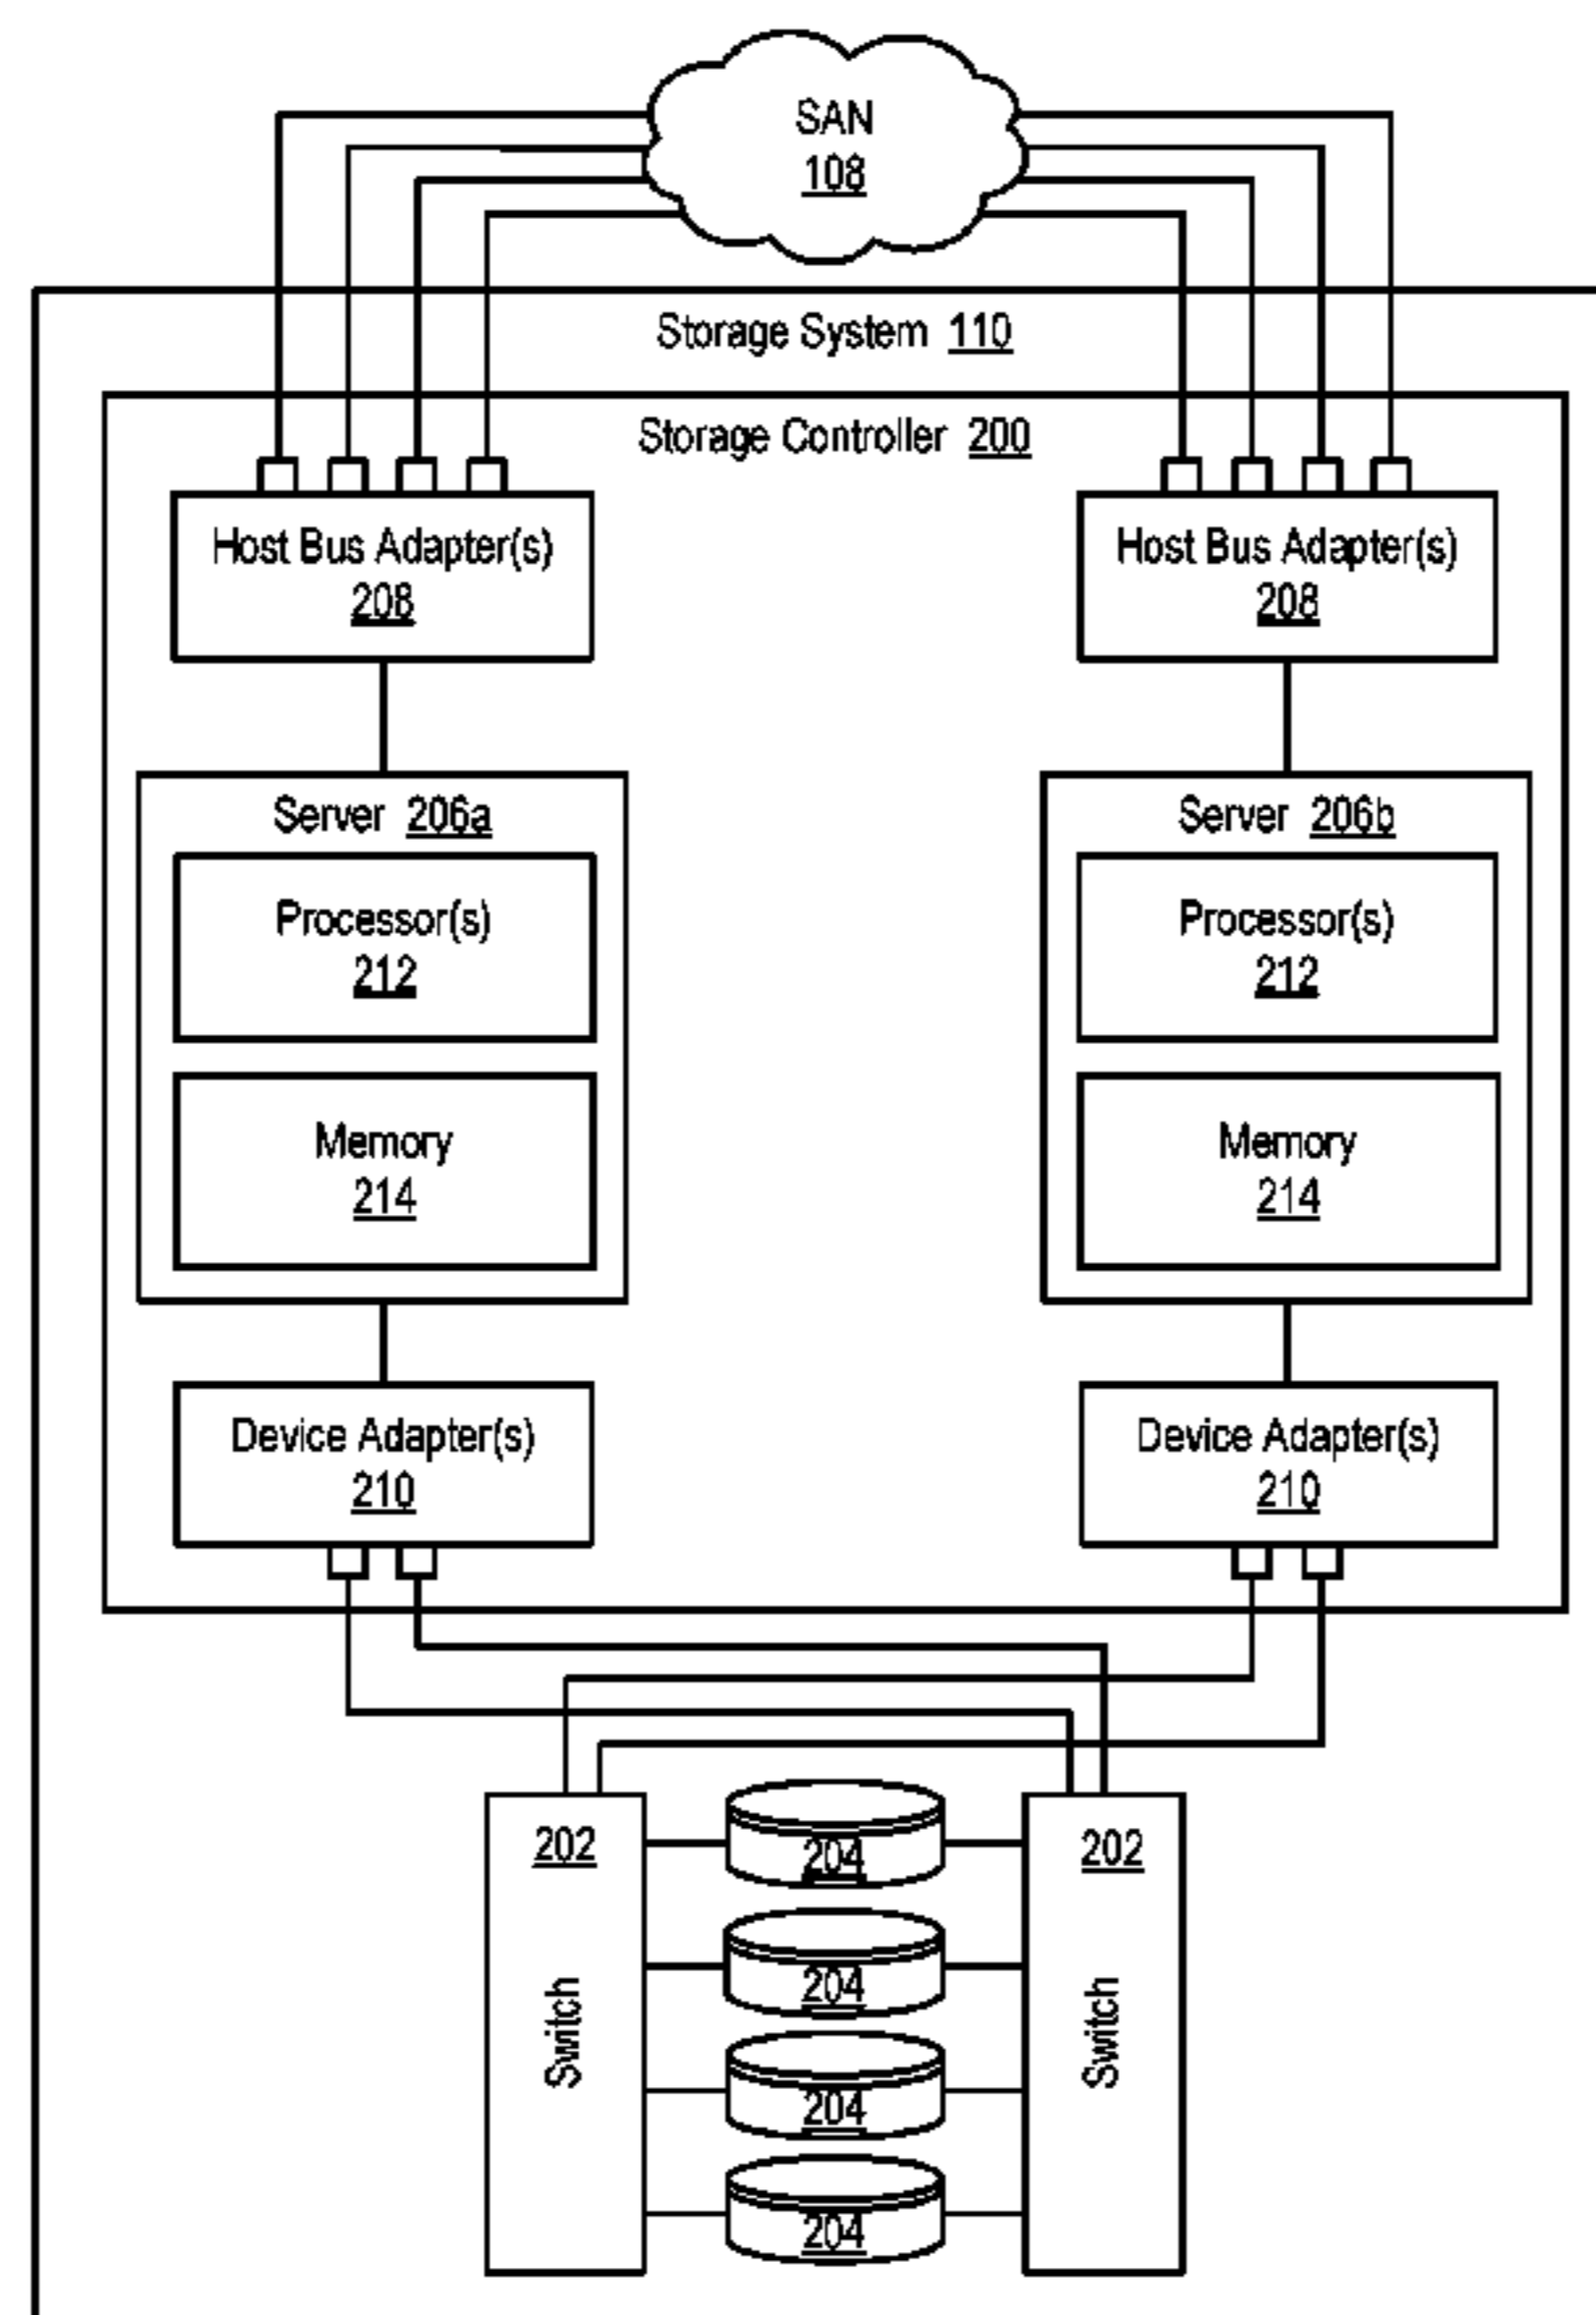 SAN
108
Storage System 110
Storage Controller 200
Host Bus Adapter(s)
208
Host Bus Adapter(s)
208
Server 206a
Server 206b
Processor(s)
212
Processor(s)
212
Memory
214
Memory
214
Device Adapter(s)
210
Device Adapter(s)
210
202
Switch
204
204
204
204
202
Switch